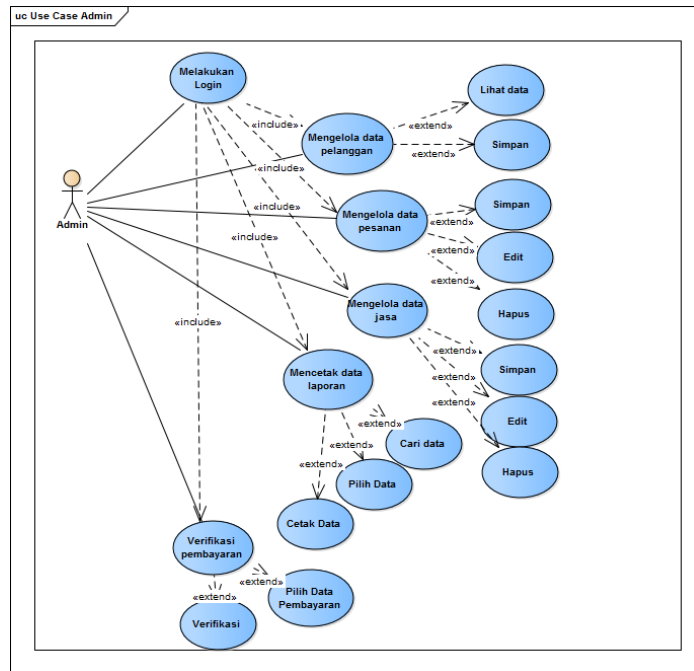 uc Use Case Admin
Melakukan
Login
Lihat data
«include»
«extend»
Mengelola data
pelanggan
Simpan
«extend»
«include»
Admin
Simpan
Mengelola data
pesanan
«extend»
«include»
Edit
«include»
«extend»
Mengelola data
jasa
Hapus
«include»
«extend»
Simpan
Mencetak data
laporan
«extend»
«extend»
Edit
«extend»
Cari data
«extend»
«extend»
Hapus
Pilih Data
Cetak Data
Verifikasi
pembayaran
«extend»
Pilih Data
Pembayaran
«extend»
Verifikasi